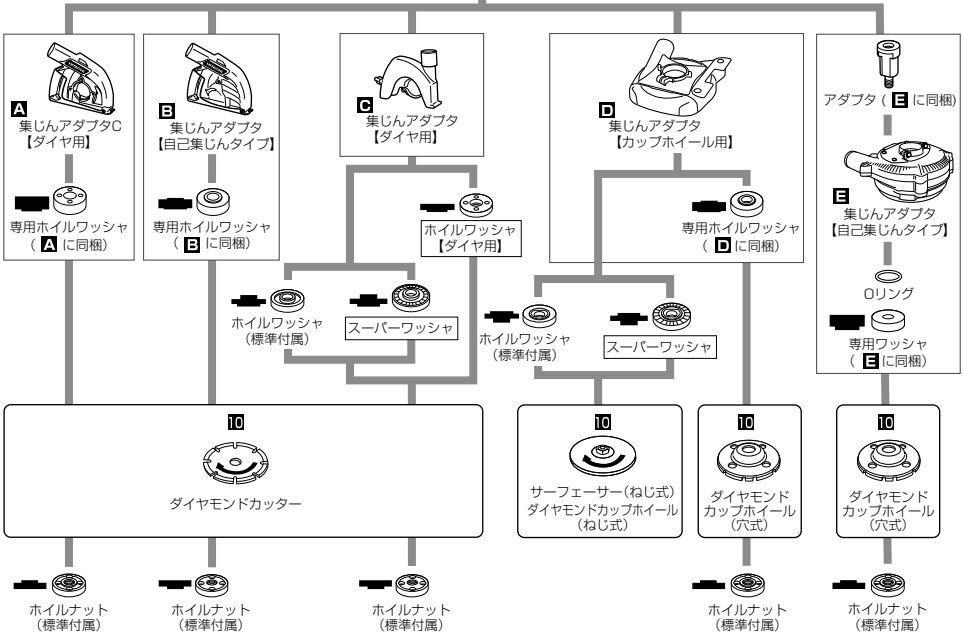 A
集じんアダプタC
【ダイヤ用】
専用ホイルワッシャ
( A に同梱)
B
集じんアダプタ
【自己集じんタイプ】
専用ホイルワッシャ
( B に同梱)
C
集じんアダプタ
【ダイヤ用】
ホイルワッシャ
【ダイヤ用】
ホイルワッシャ
(標準付属)
スーパーワッシャ
D
集じんアダプタ
【カップホイール用】
専用ホイルワッシャ
( D に同梱)
ホイルワッシャ
(標準付属)
スーパーワッシャ
アダプタ ( E に同梱)
E
集じんアダプタ
【自己集じんタイプ】
Oリング
専用ワッシャ
( E に同梱)
10
ダイヤモンドカッター
10
サーフェーサー(ねじ式)
ダイヤモンドカップホイール
(ねじ式)
10
ダイヤモンド
カップホイール
(穴式)
10
ダイヤモンド
カップホイール
(穴式)
ホイルナット
(標準付属)
ホイルナット
(標準付属)
ホイルナット
(標準付属)
ホイルナット
(標準付属)
ホイルナット
(標準付属)